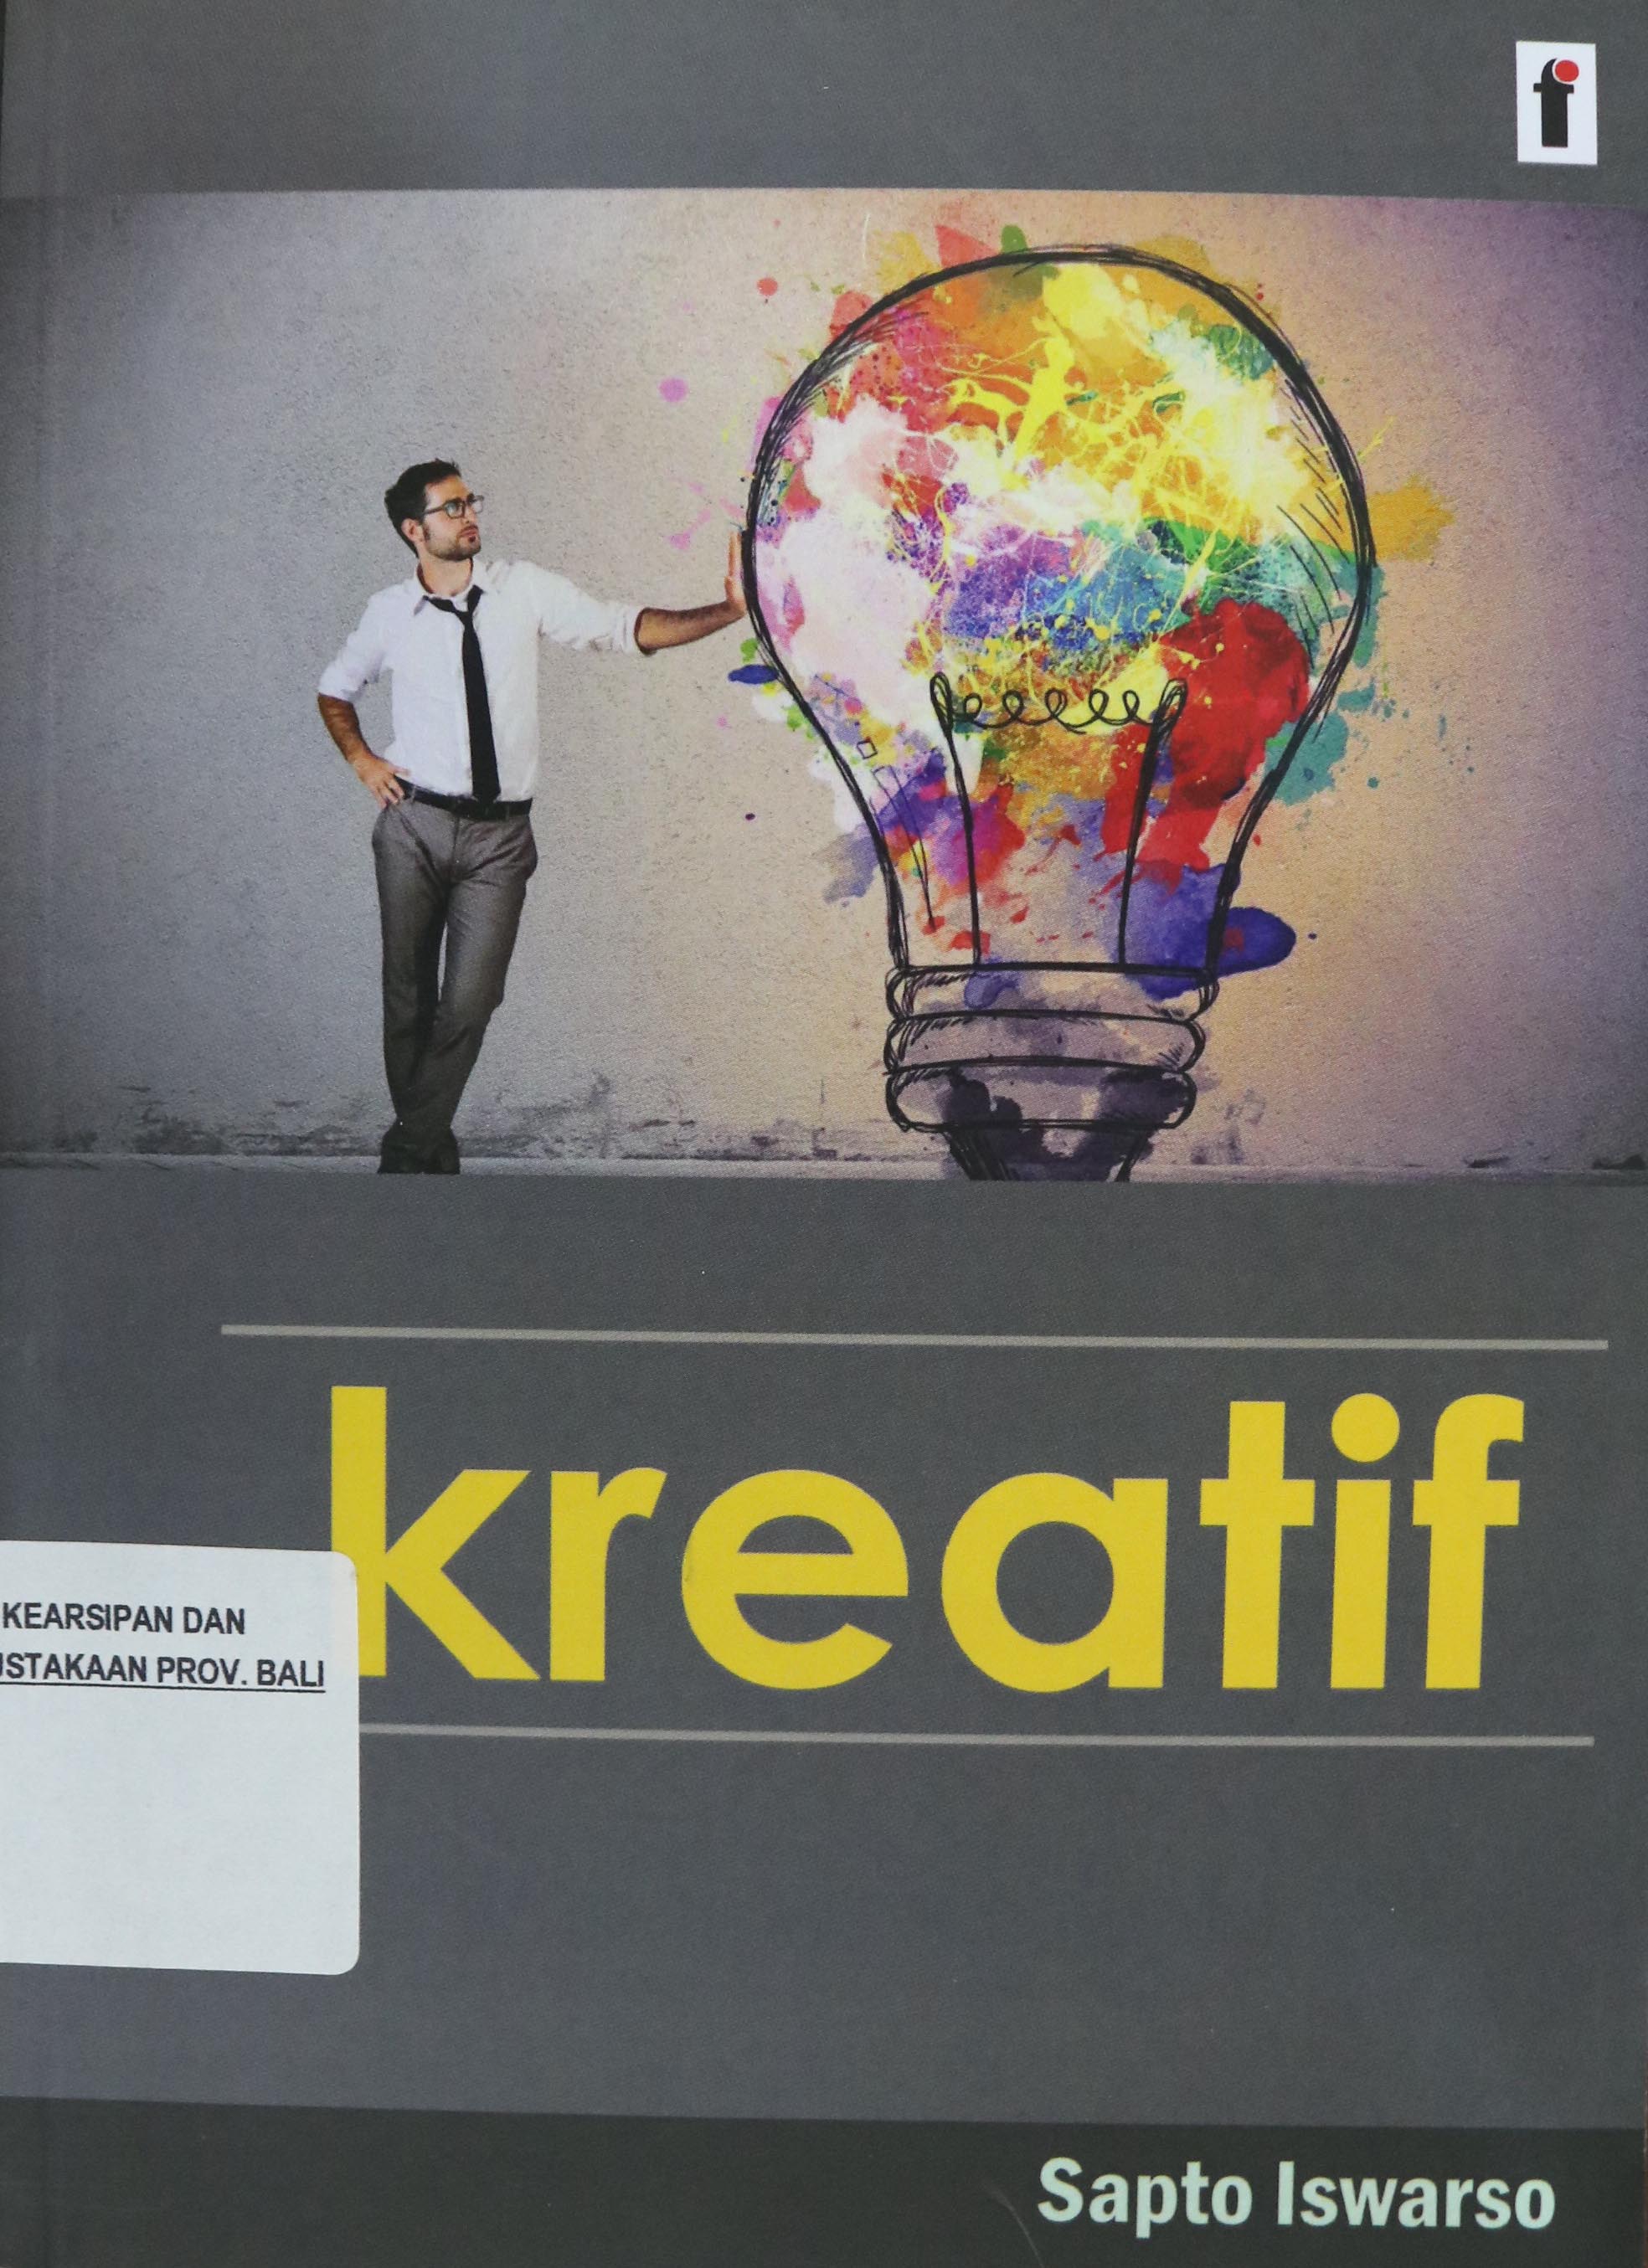 f
kreatif
KEARSIPAN DAN
USTAKAAN PROV. BALI
Sapto Iswarso